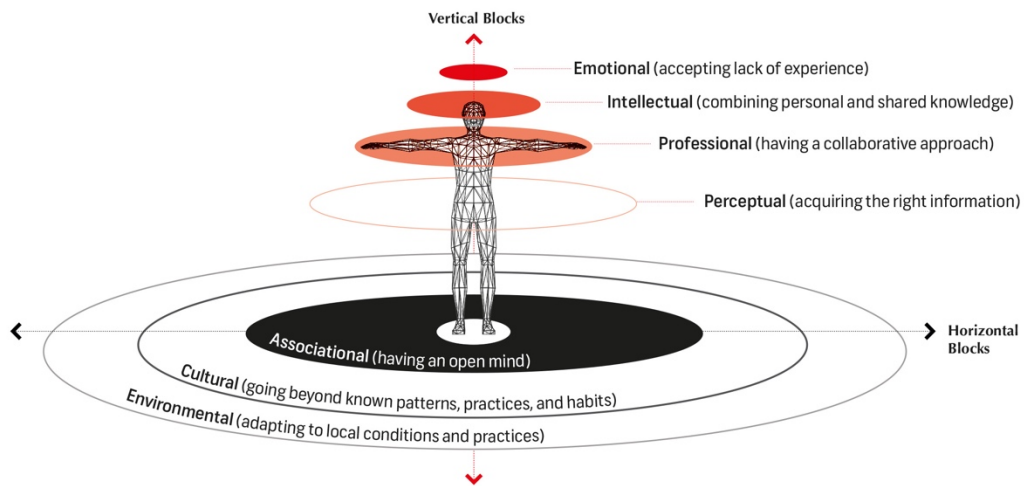 Vertical Blocks
Emotional (accepting lack of experience)
Intellectual (combining personal and shared knowledge)
Professional (having a collaborative approach)
Perceptual (acquiring the right information)
Horizontal
Blocks
Associational (having an open mind)
Cultural (going beyond known patterns, practices, and habits)
Environmental (adapting to local conditions and practices)